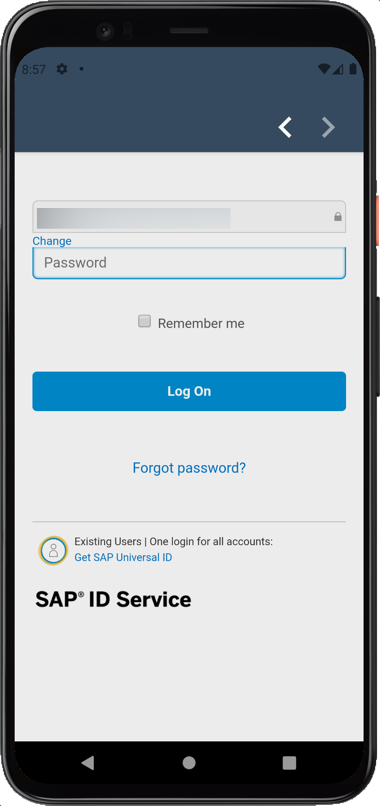 8:57
Change
Password
Remember me
Log On
Forgot password?
Existing Users | One login for all accounts:
Get SAP Universal ID
SAP® ID Service